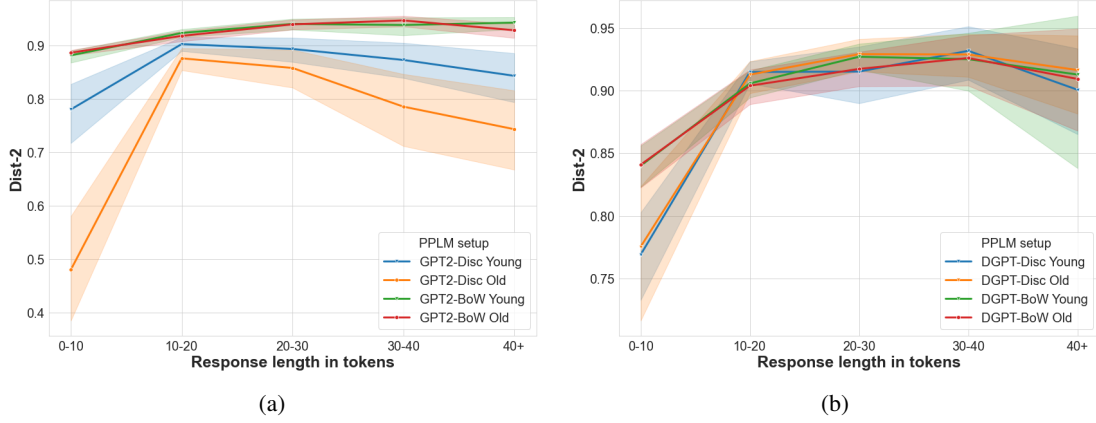 0.9
0.8
0.7
0.6
0.5
0.4
Dist-2
PPLM setup
GPT2-Disc Young
GPT2-Disc Old
GPT2-BoW Young
GPT2-BoW Old
0-10 10-20 20-30 30-40 40+
Response length in tokens
(a)
0.95
0.90
0.85
0.80
0.75
Dist-2
PPLM setup
DGPT-Disc Young
DGPT-Disc Old
DGPT-BoW Young
DGPT-BoW Old
0-10 10-20 20-30 30-40 40+
Response length in tokens
(b)